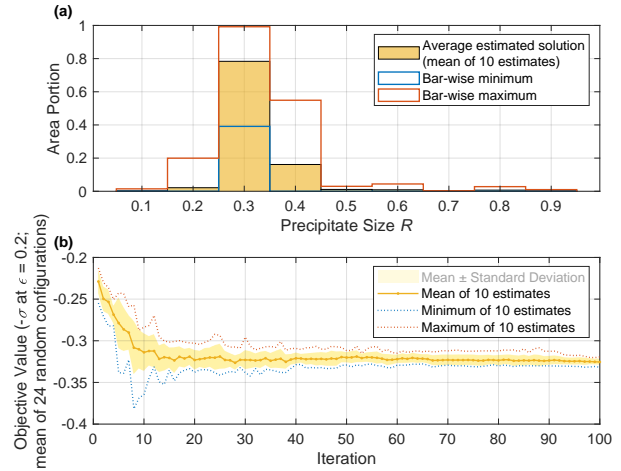 (a)
1
0.8
0.6
0.4
0.2
0
Area Portion
Average estimated solution
(mean of 10 estimates)
Bar-wise minimum
Bar-wise maximum
0.1 0.2 0.3 0.4 0.5 0.6 0.7 0.8 0.9
Precipitate Size R
(b)
-0.2
-0.25
-0.3
-0.35
-0.4
Objective Value (-σ at ϵ = 0.2;
mean of 24 random configurations)
Mean ± Standard Deviation
Mean of 10 estimates
Minimum of 10 estimates
Maximum of 10 estimates
0 10 20 30 40 50 60 70 80 90 100
Iteration